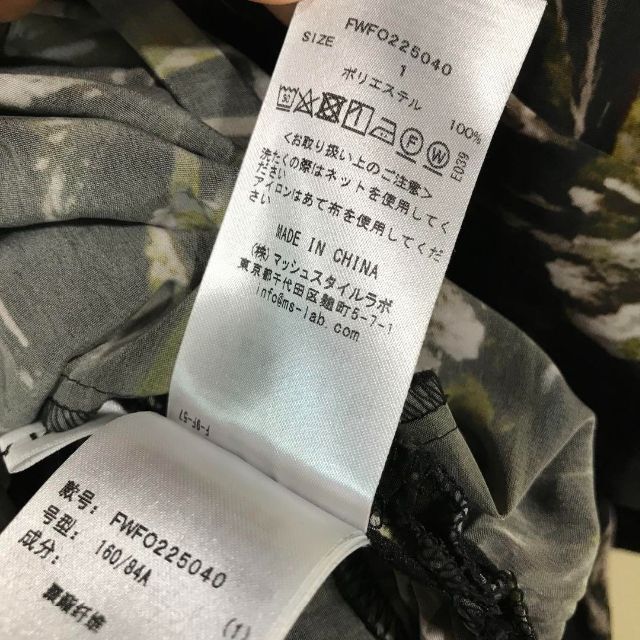 FWFO225040
SIZE 1
ポリエステル 100%
<お取り扱い上のご注意>
洗たくの際はネットを使用してく
ださい
アイロンはあて布を使用してくだ
さい
MADE IN CHINA
(株)マッシュスタイルラボ
東京都千代田区麹町5-7-1
info@ms-lab.com
款号: FWFO225040
号型: 160/84A
成分:
聚酯纤维
(1)